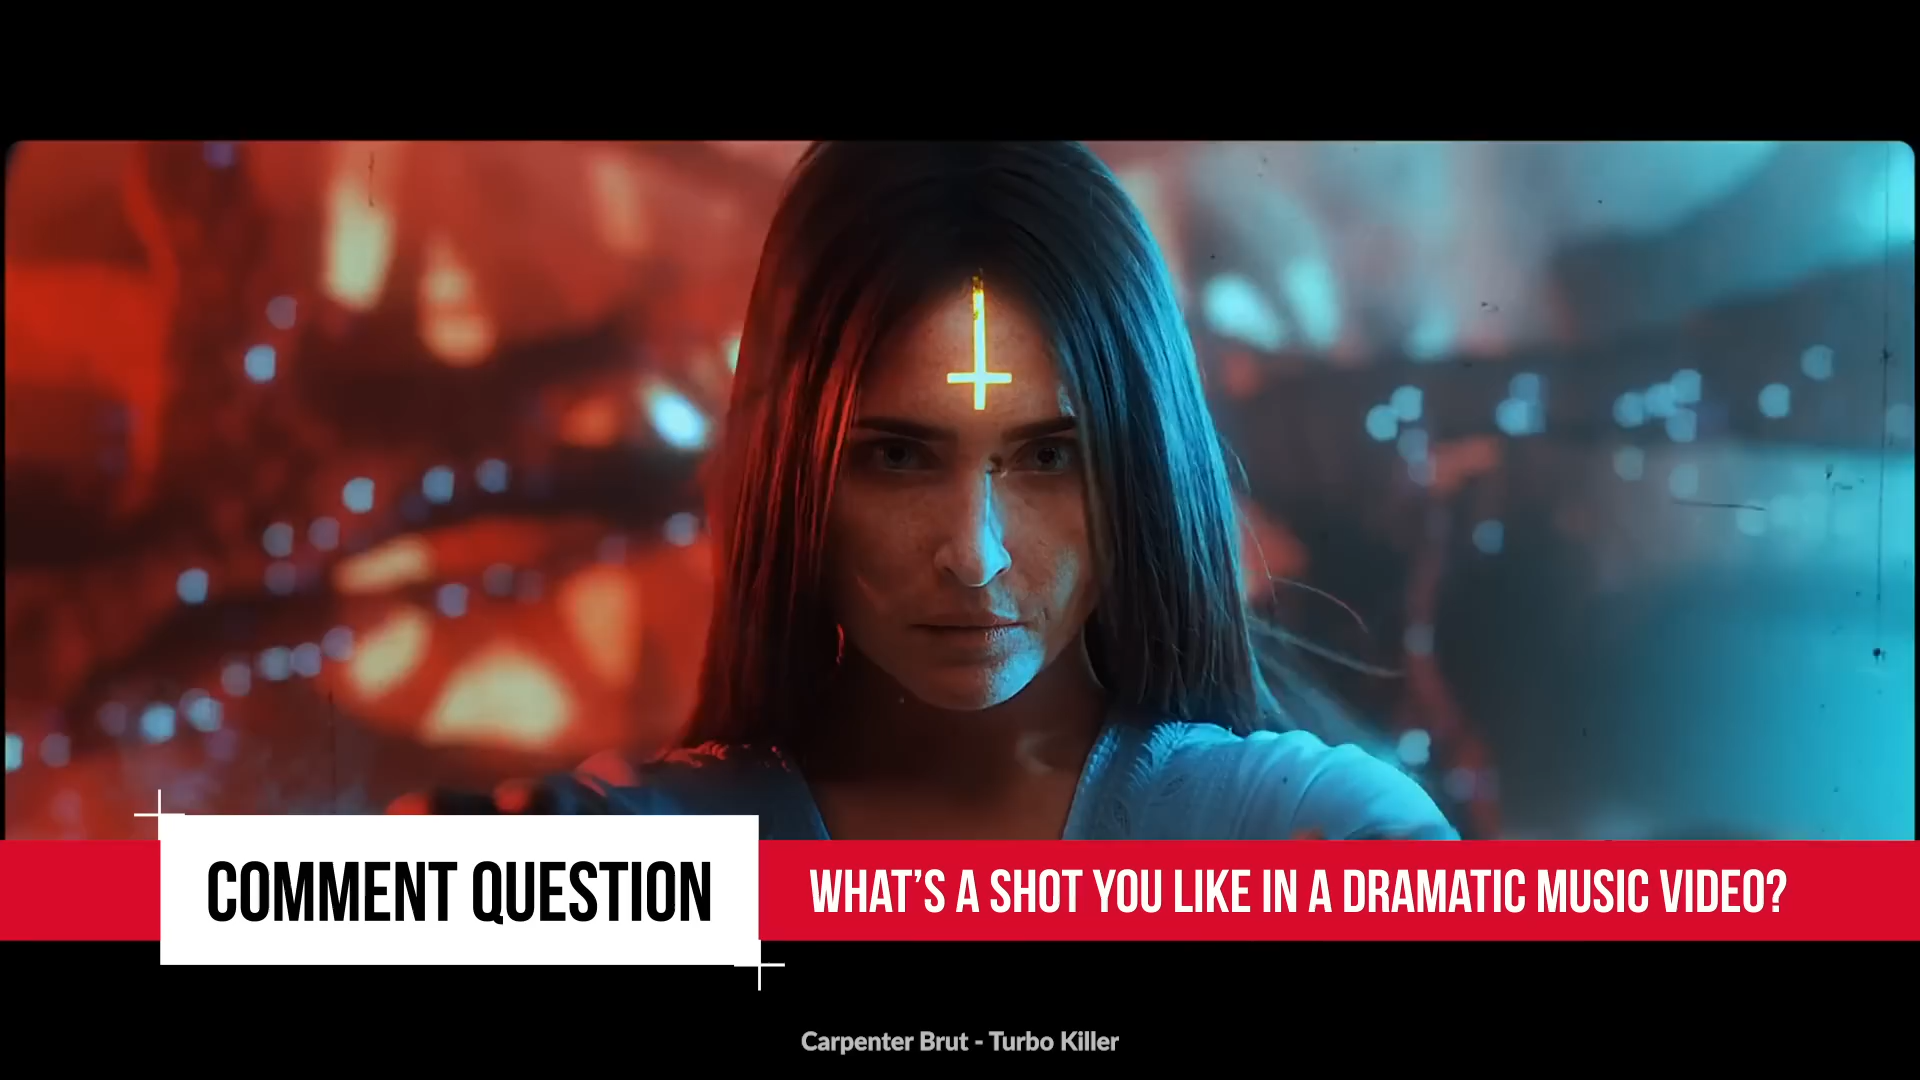 COMMENT QUESTION
WHAT'S A SHOT YOU LIKE IN A DRAMATIC MUSIC VIDEO?
Carpenter Brut - Turbo Killer